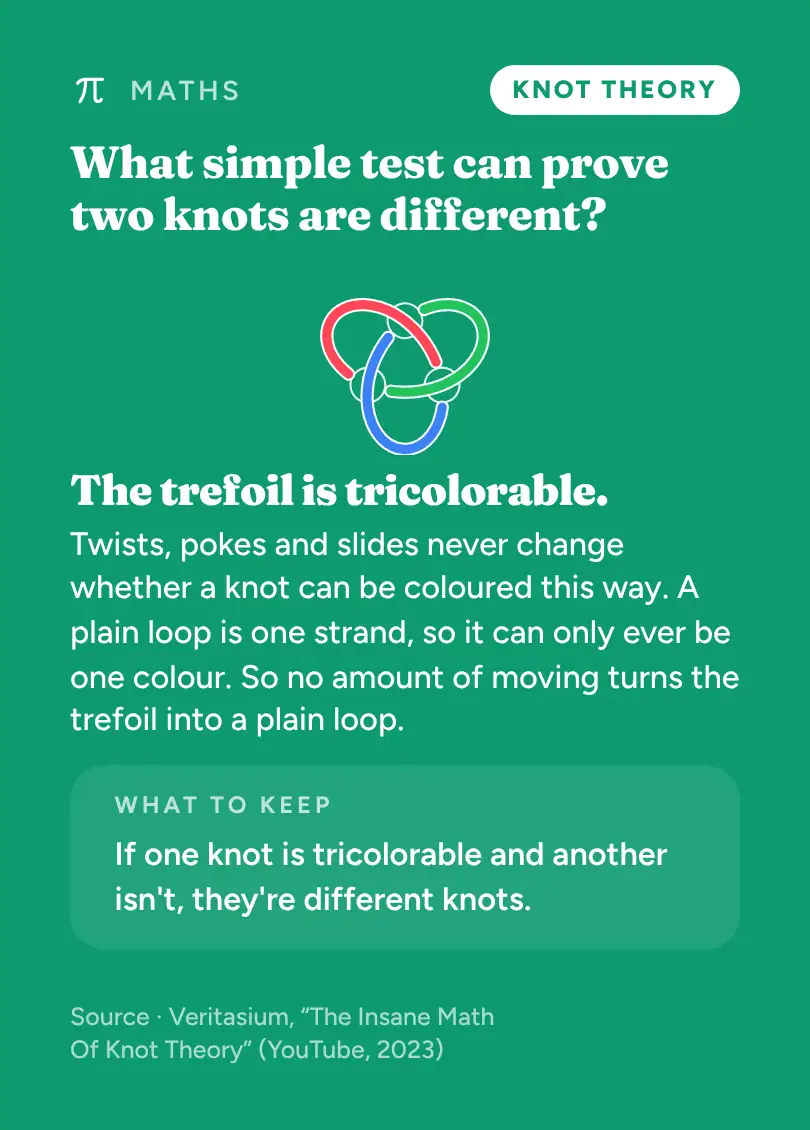 π MATHS
KNOT THEORY
What simple test can prove
two knots are different?
The trefoil is tricolorable.
Twists, pokes and slides never change
whether a knot can be coloured this way. A
plain loop is one strand, so it can only ever be
one colour. So no amount of moving turns the
trefoil into a plain loop.
WHAT TO KEEP
If one knot is tricolorable and another
isn't, they're different knots.
Source · Veritasium, “The Insane Math
Of Knot Theory” (YouTube, 2023)